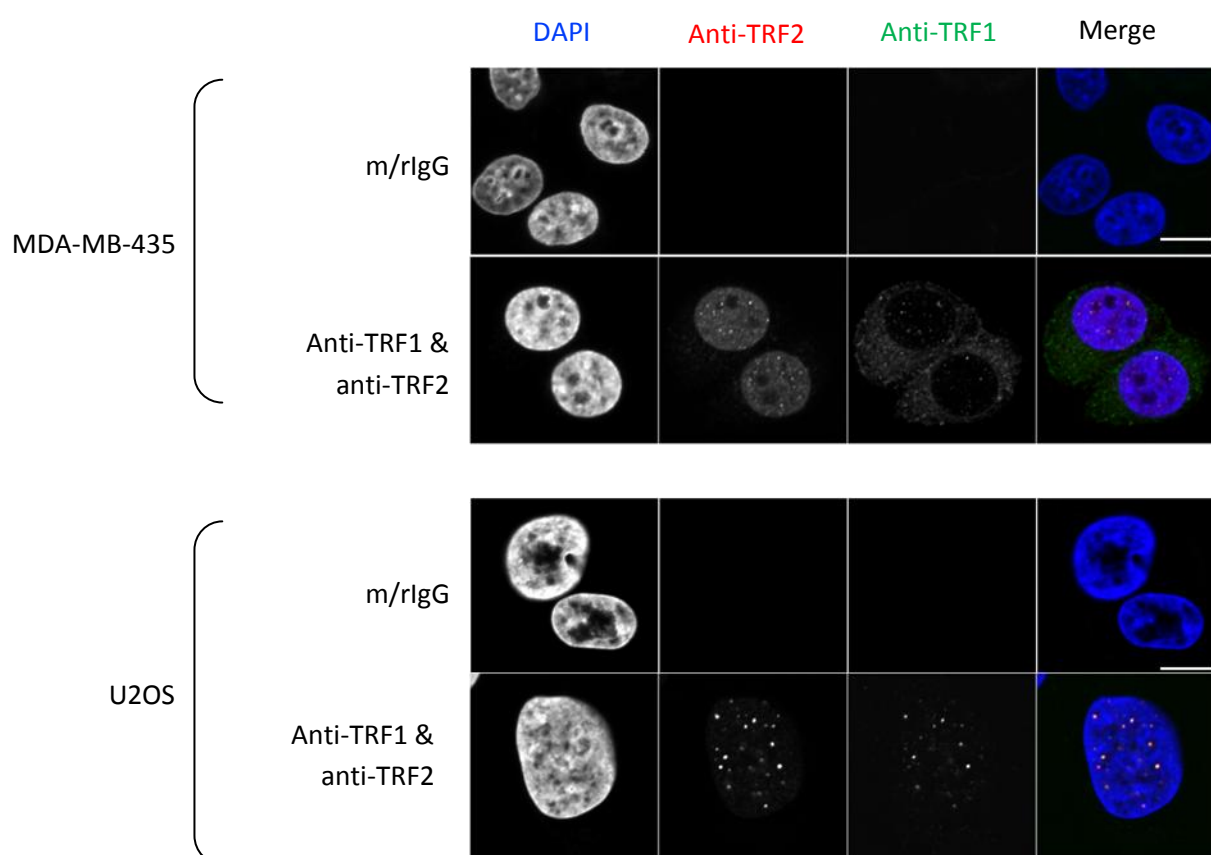 DAPI Anti-TRF2 Anti-TRF1 Merge
m/rIgG
MDA-MB-435
Anti-TRF1 &
anti-TRF2
m/rIgG
U2OS
Anti-TRF1 &
anti-TRF2